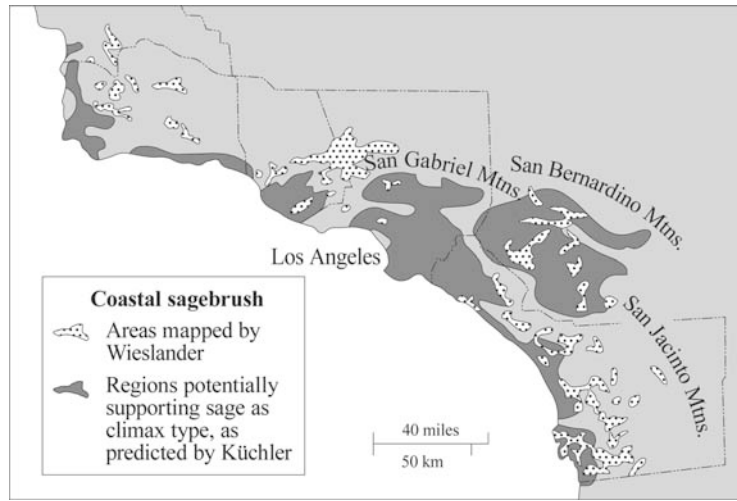 San Gabriel Mtns.
San Bernardino Mtns.
Los Angeles
San Jacinto Mtns.
Coastal sagebrush
Areas mapped by
Wieslander
Regions potentially
supporting sage as
climax type, as
predicted by Küchler
40 miles
50 km